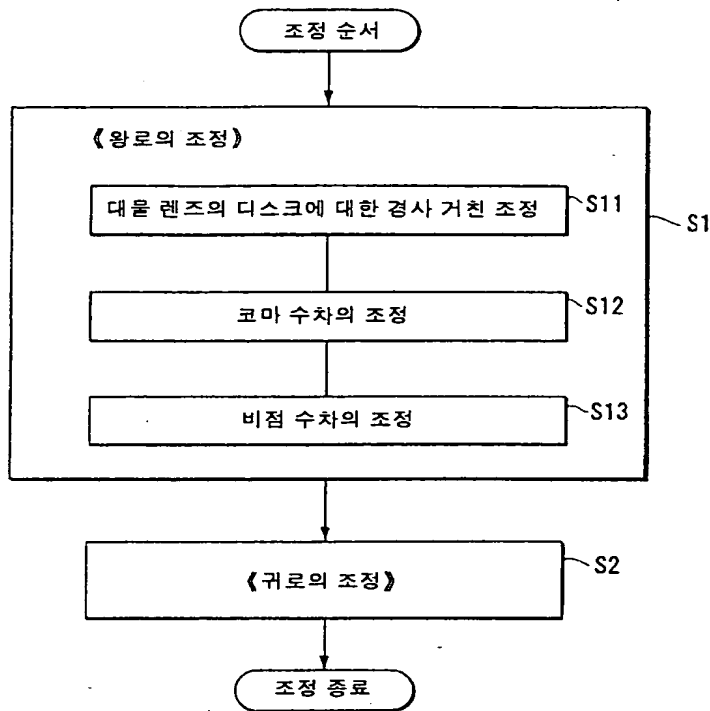 조정 순서
《왕로의 조정》
대물 렌즈의 디스크에 대한 경사 거친 조정
S11
S1
코마 수차의 조정
S12
비점 수차의 조정
S13
《귀로의 조정》
S2
조정 종료